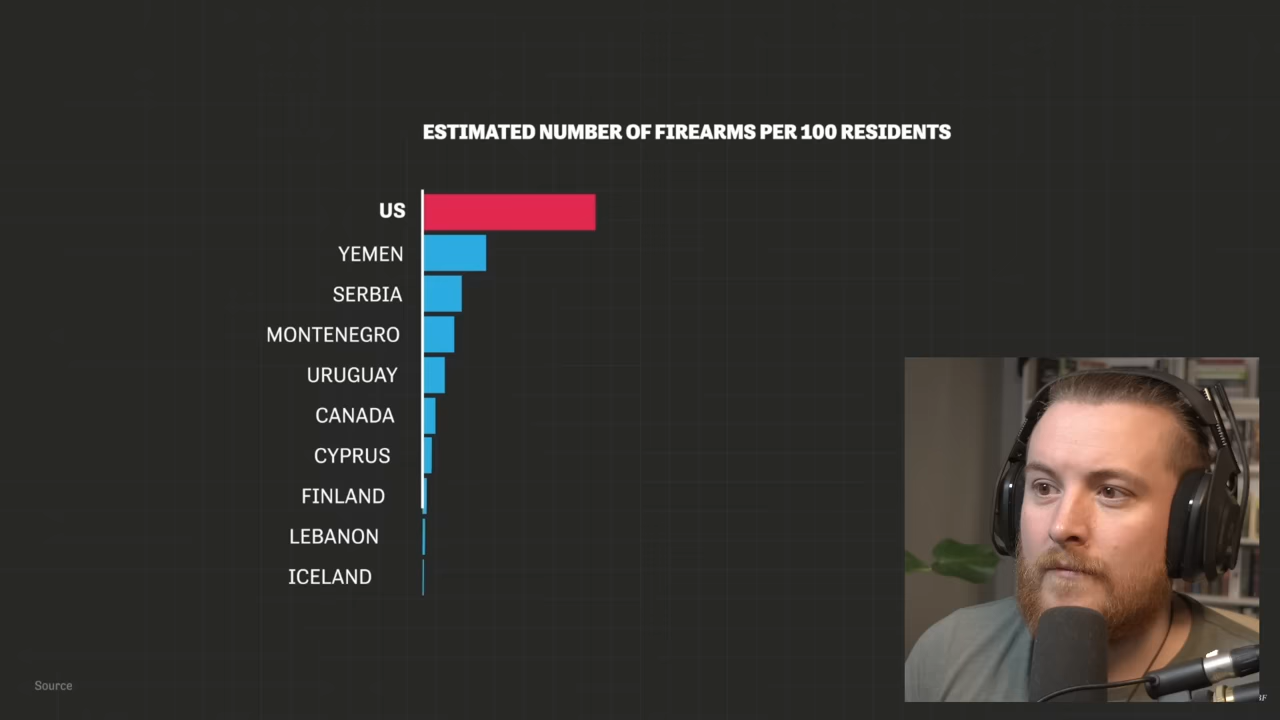 ESTIMATED NUMBER OF FIREARMS PER 100 RESIDENTS
US
YEMEN
SERBIA
MONTENEGRO
URUGUAY
CANADA
CYPRUS
FINLAND
LEBANON
ICELAND
Source